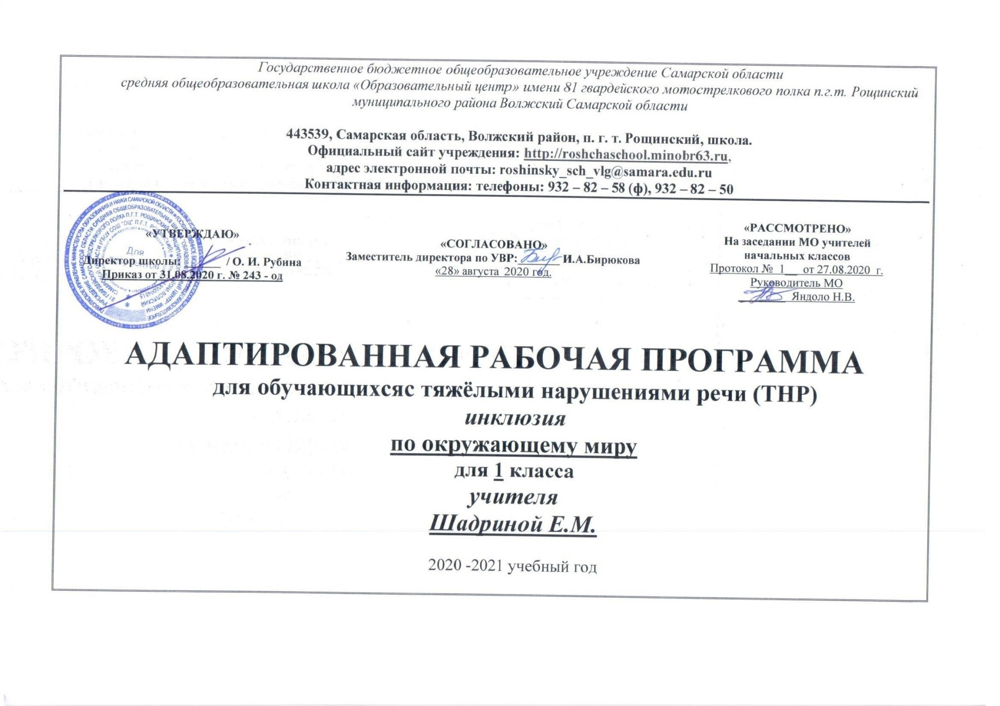 Государственное бюджетное общеобразовательное учреждение Самарской области
средняя общеобразовательная школа «Образовательный центр» имени 81 гвардейского мотострелкового полка п.г.т. Рощинский
муниципального района Волжский Самарской области
443539, Самарская область, Волжский район, п. г. т. Рощинский, школа.
Официальный сайт учреждения: http://roshchaschool.minobr63.ru,
адрес электронной почты: roshinsky_sch_vlg@samara.edu.ru
Контактная информация: телефоны: 932 – 82 – 58 (ф), 932 – 82 – 50
«УТВЕРЖДАЮ»
Директор школы: / О. И. Рубина
Приказ от 31.08.2020 г. № 243 - од
Для
«СОГЛАСОВАНО»
Заместитель директора по УВР: И.А.Бирюкова
«28» августа 2020 год.
«РАССМОТРЕНО»
На заседании МО учителей
начальных классов
Протокол № 1__ от 27.08.2020 г.
Руководитель МО
Яндоло Н.В.
АДАПТИРОВАННАЯ РАБОЧАЯ ПРОГРАММА
для обучающихсяс тяжёлыми нарушениями речи (ТНР)
инклюзия
по окружающему миру
для 1 класса
учителя
Шадриной Е.М.
2020 -2021 учебный год